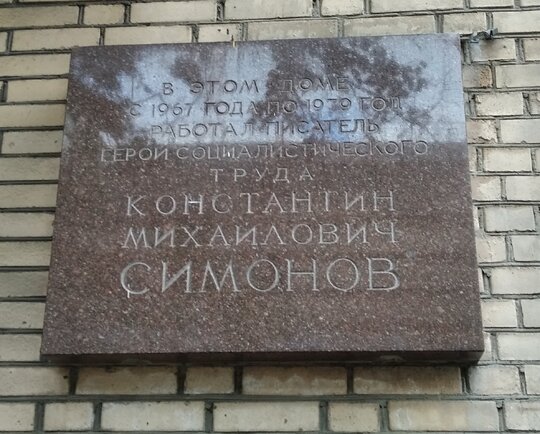 В ЭТОМ ДОМЕ
С 1967 ГОДА ПО 1979 ГОД
РАБОТАЛ ПИСАТЕЛЬ
ГЕРОЙ СОЦИАЛИСТИЧЕСКОГО
ТРУДА
КОНСТАНТИН
МИХАЙЛОВИЧ
СИМОНОВ